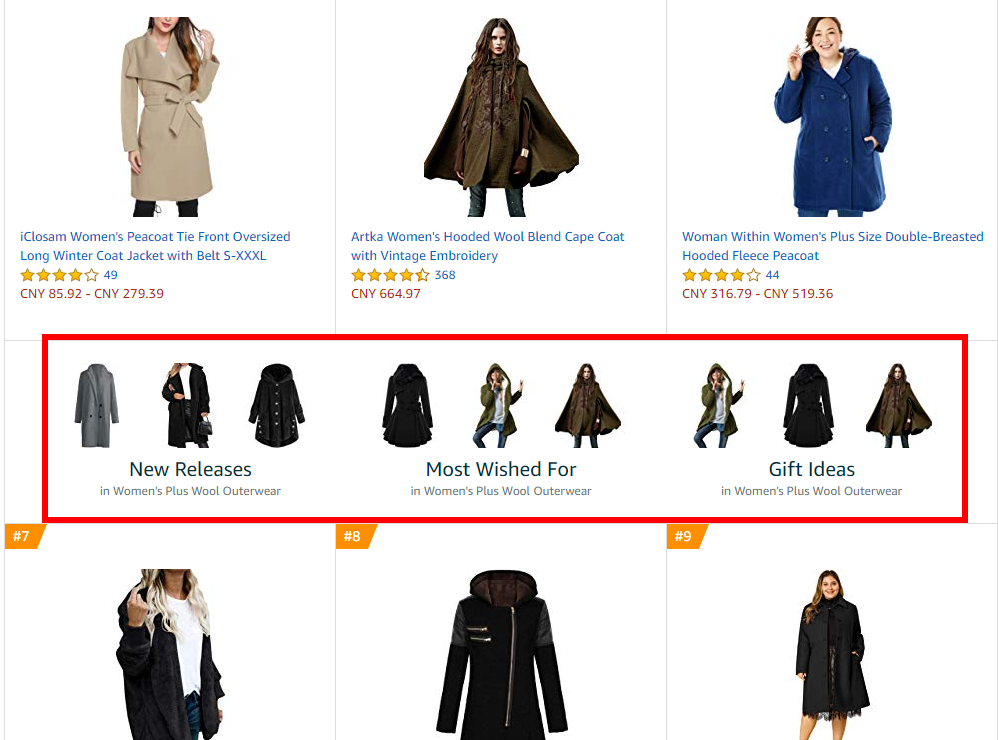 iClosam Women's Peacoat Tie Front Oversized
Long Winter Coat Jacket with Belt S-XXXL
49
CNY 85.92 - CNY 279.39
Artka Women's Hooded Wool Blend Cape Coat
with Vintage Embroidery
368
CNY 664.97
Woman Within Women's Plus Size Double-Breasted
Hooded Fleece Peacoat
44
CNY 316.79 - CNY 519.36
New Releases
in Women's Plus Wool Outerwear
Most Wished For
in Women's Plus Wool Outerwear
Gift Ideas
in Women's Plus Wool Outerwear
#7
#8
#9